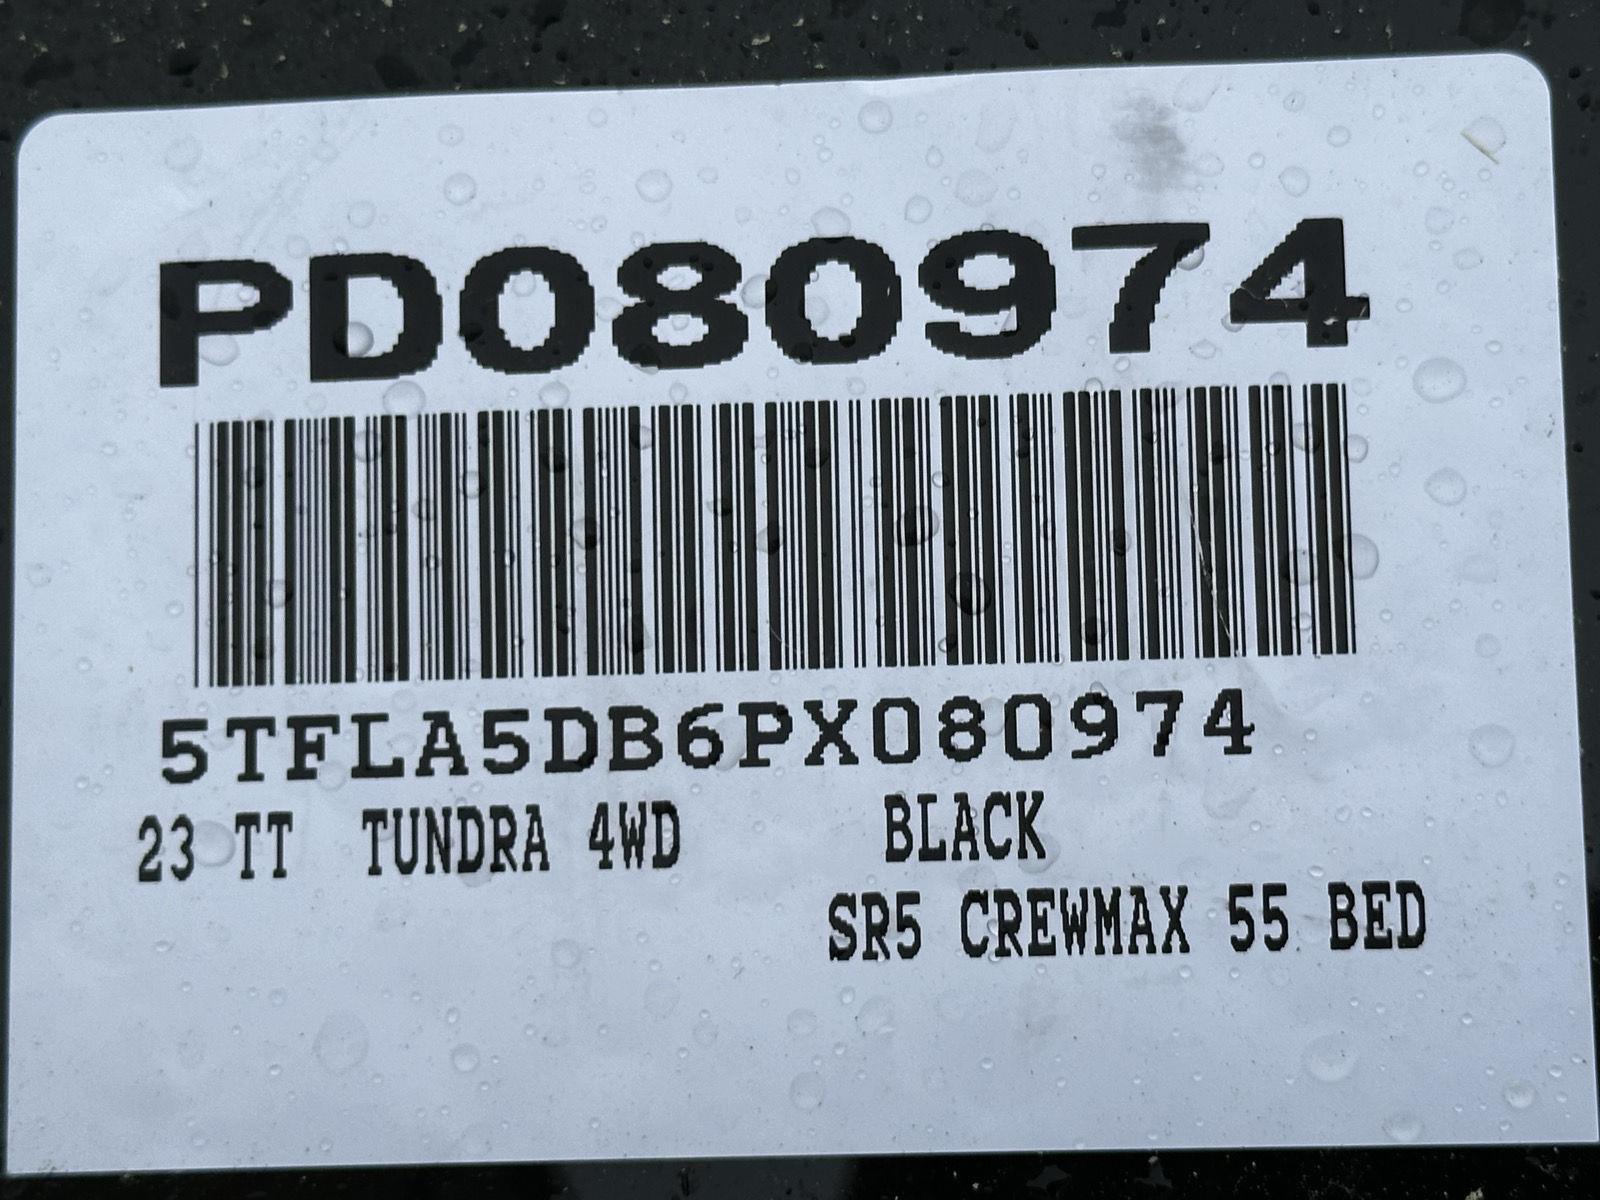 PD080974
5TFLA5DB6PX080974
23 TT TUNDRA 4WD BLACK
SR5 CREWMAX 55 BED